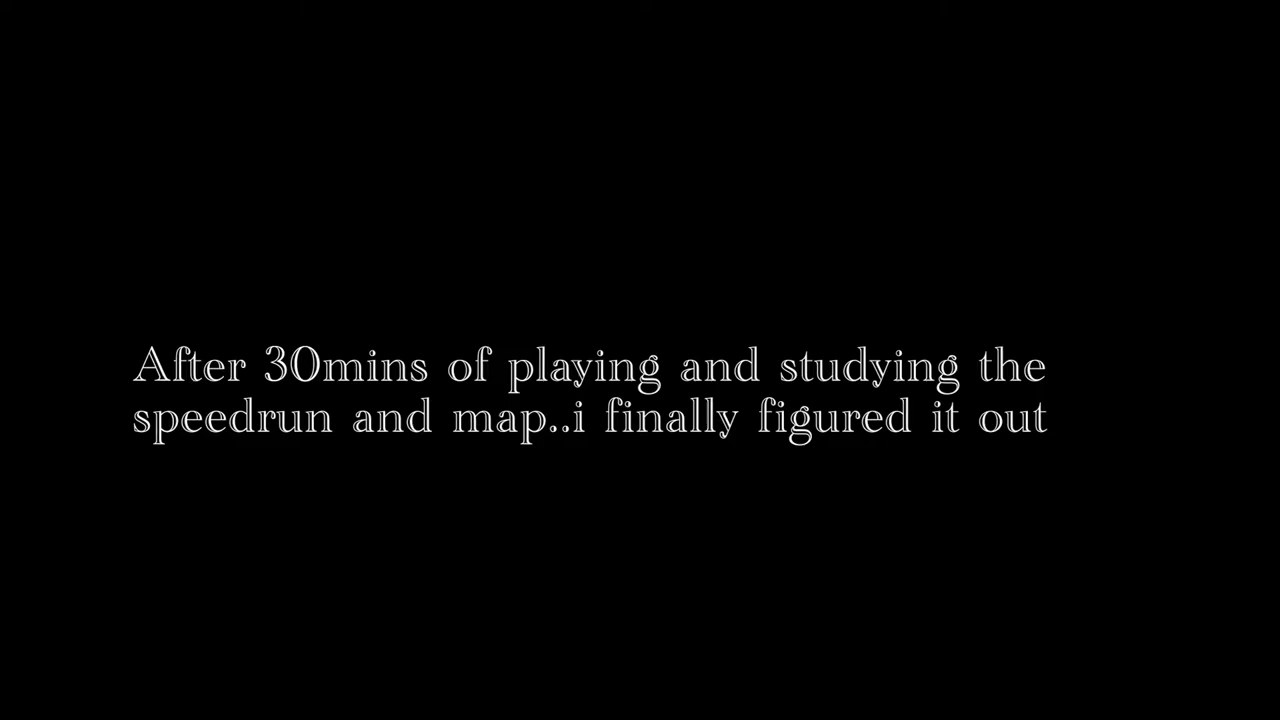 After 30mins of playing and studying the
speedrun and map..i finally figured it out